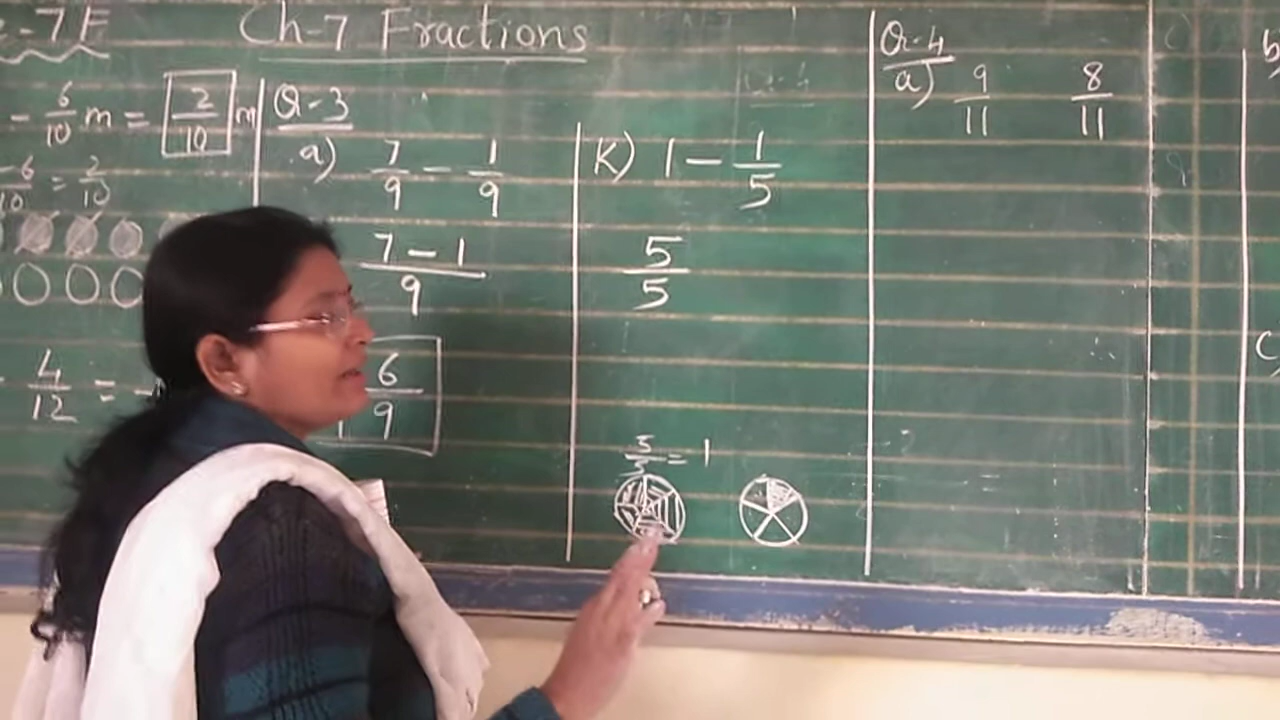 Ch-7 Fractions
- 6/10 m = 2/10 m
-6/10 = 2/10
4/12 =
Q-3
a) 7/9 - 1/9
7-1/9
6/9
K) 1 - 1/5
5/5
5/5 = 1
Q-4
a) 9/11 8/11
b)
c)